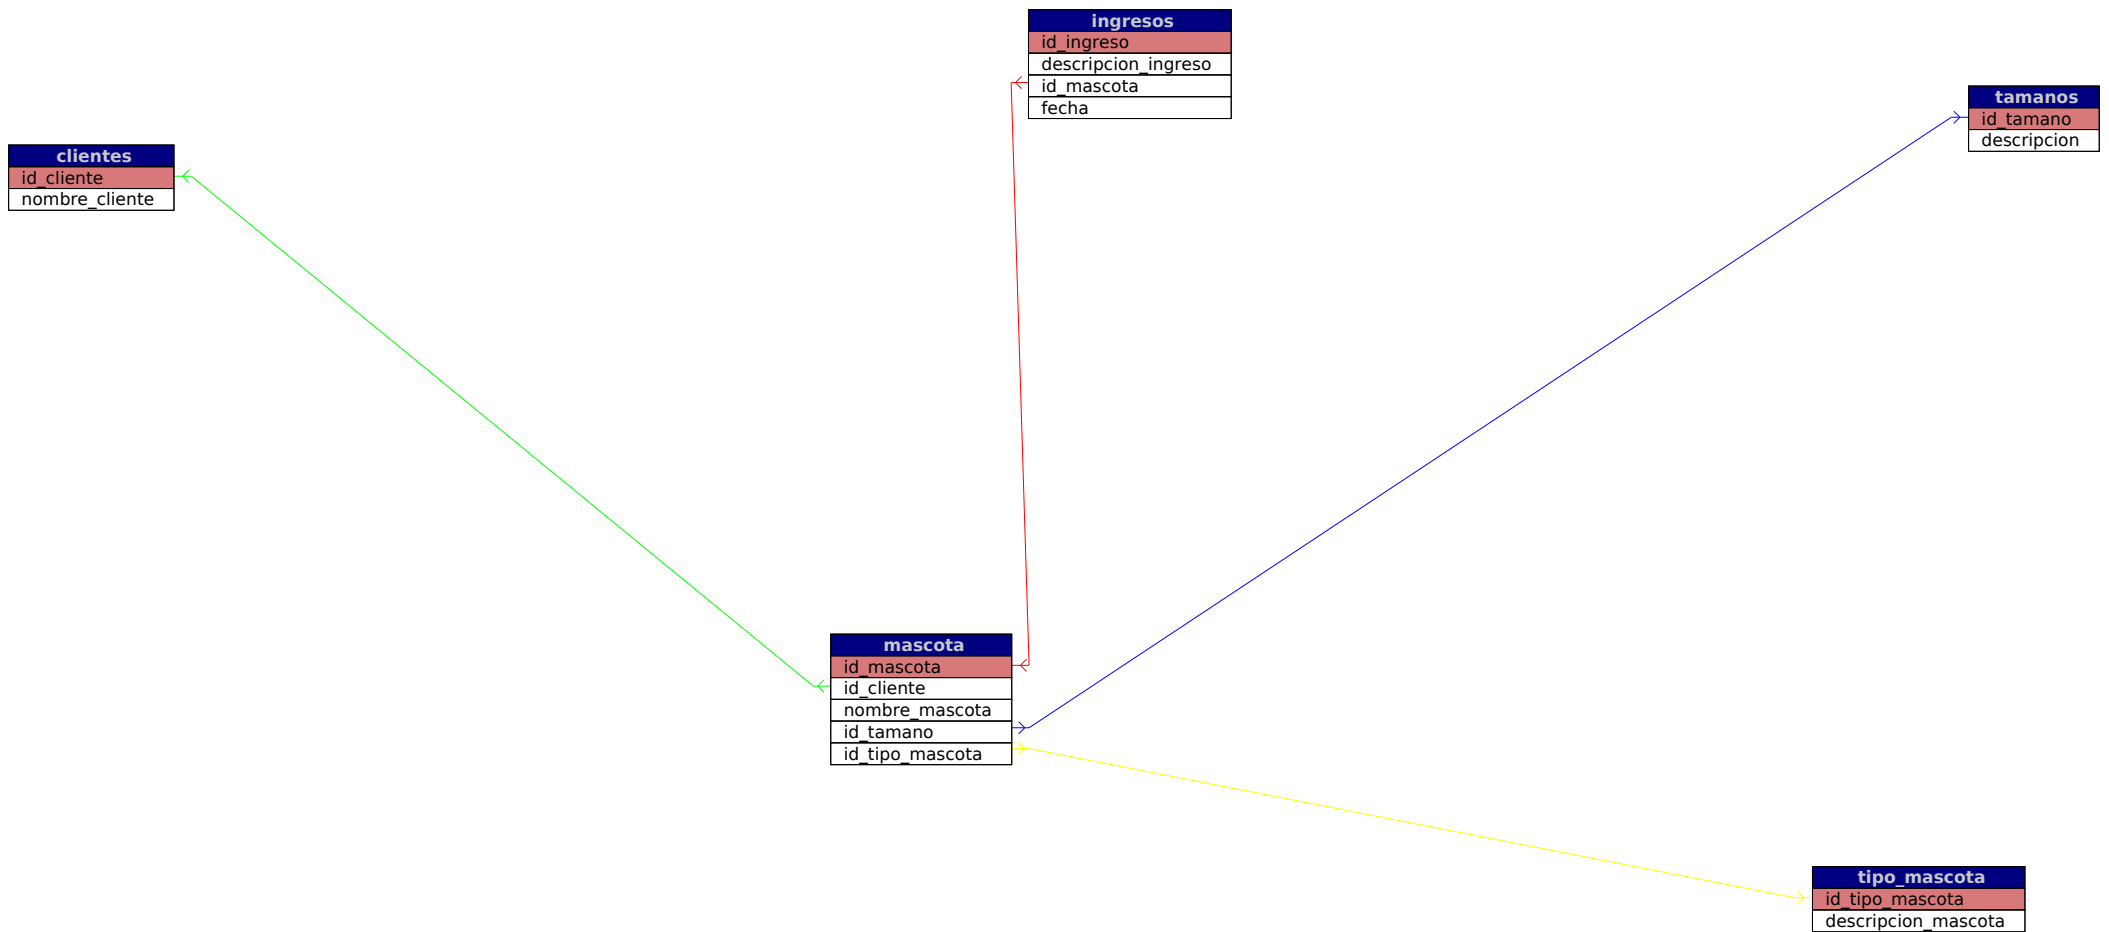 ingresos
id_ingreso
descripcion_ingreso
id_mascota
fecha
tamanos
id_tamano
descripcion
clientes
id_cliente
nombre_cliente
mascota
id_mascota
id_cliente
nombre_mascota
id_tamano
id_tipo_mascota
tipo_mascota
id_tipo_mascota
descripcion_mascota